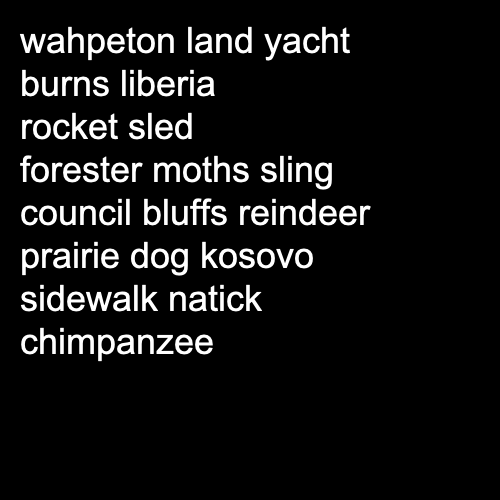 wahpeton land yacht
burns liberia
rocket sled
forester moths sling
council bluffs reindeer
prairie dog kosovo
sidewalk natick
chimpanzee